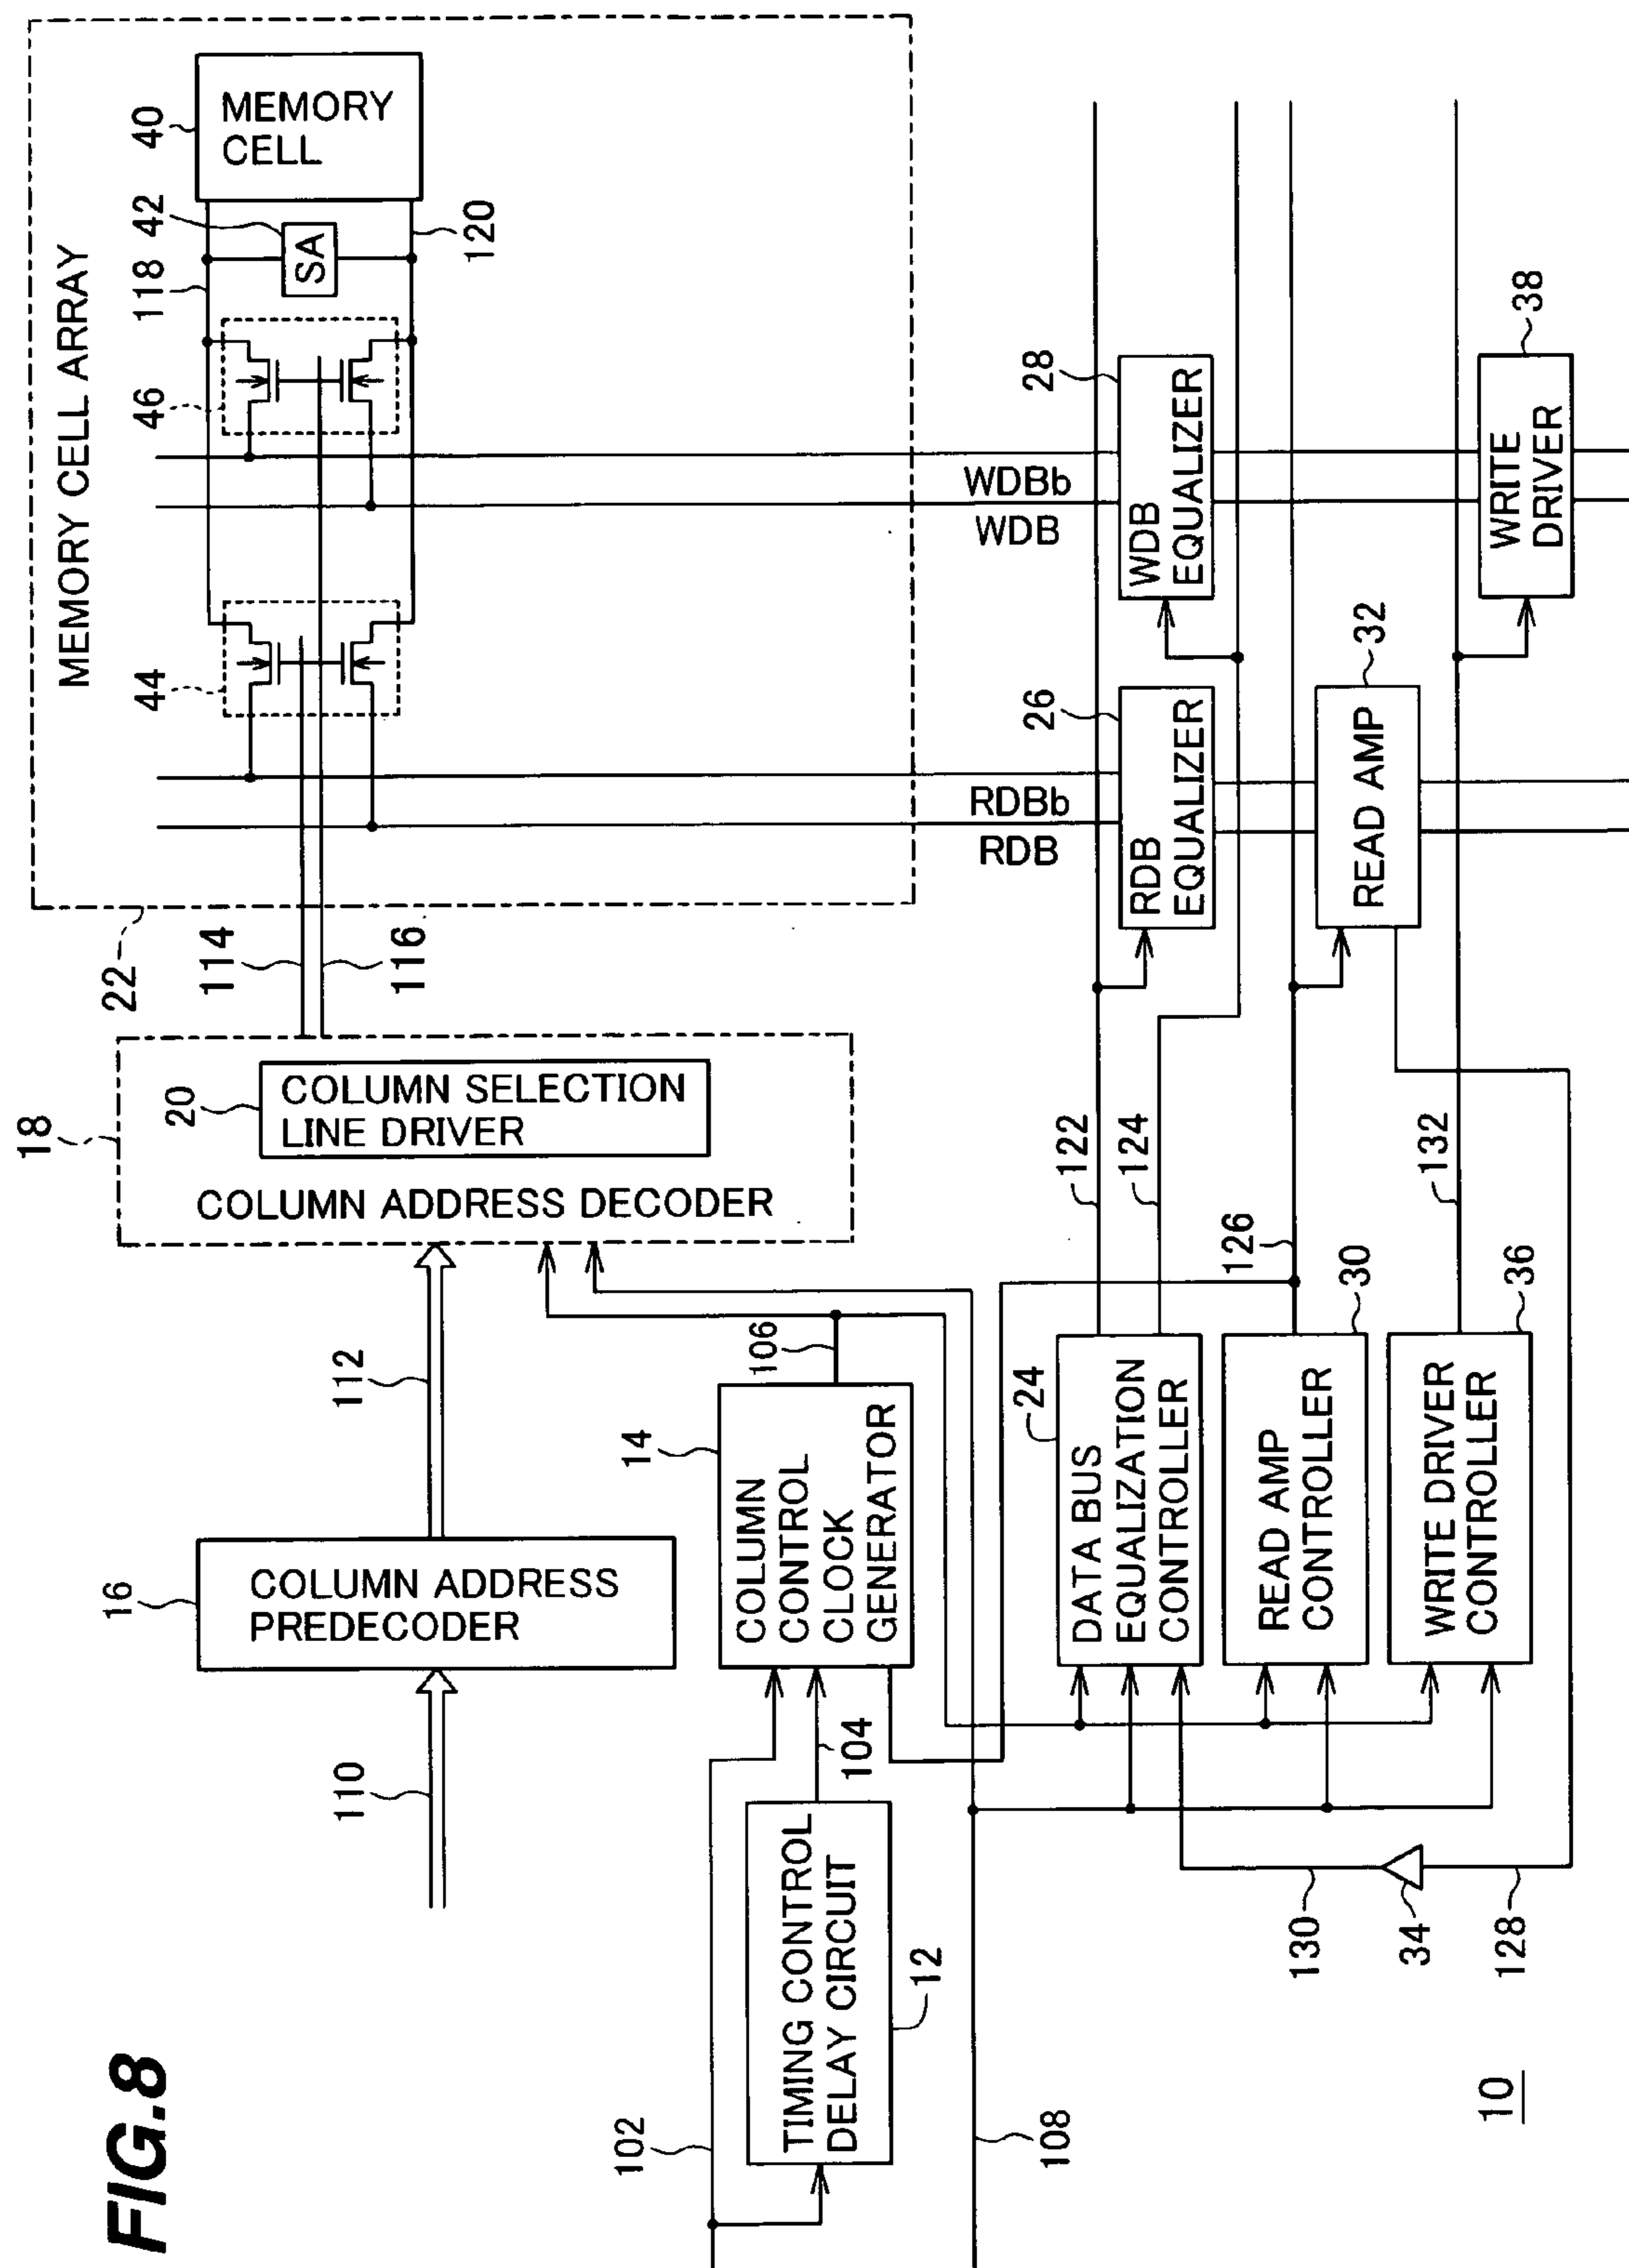 FIG.8
MEMORY CELL ARRAY
22
40
MEMORY
CELL
42
SA
118
120
46
44
114
116
18
20
COLUMN SELECTION
LINE DRIVER
COLUMN ADDRESS DECODER
112
16
COLUMN ADDRESS
PREDECODER
110
14
COLUMN
CONTROL
CLOCK
GENERATOR
106
104
102
TIMING CONTROL
DELAY CIRCUIT
12
108
WDBb
WDB
RDBb
RDB
28
WDB
EQUALIZER
26
RDB
EQUALIZER
122
124
24
DATA BUS
EQUALIZATION
CONTROLLER
32
READ AMP
126
30
READ AMP
CONTROLLER
38
WRITE
DRIVER
132
36
WRITE DRIVER
CONTROLLER
130
34
128
10